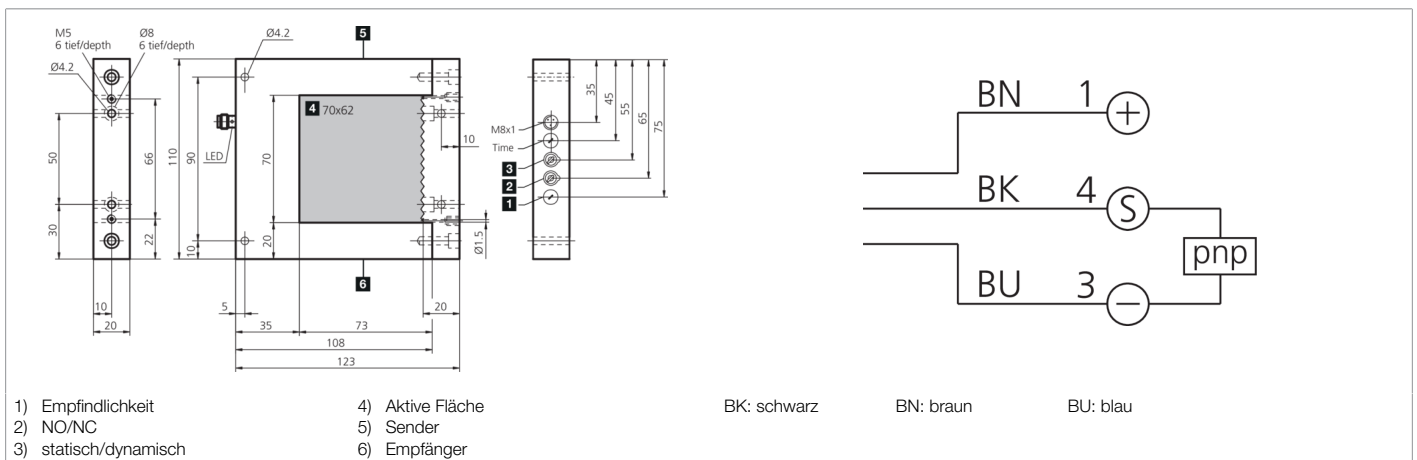 M5
6 tief/depth
Ø8
6 tief/depth
Ø4.2
50
30
66
22
10
20
Ø4.2
5
4 70x62
LED
110
90
70
10
20
10
Ø1.5
6
5
35
73
20
108
123
35
45
55
65
75
M8x1
Time
3
2
1
BN 1 +
BK 4 S
pnp
BU 3 −
1) Empfindlichkeit
2) NO/NC
3) statisch/dynamisch
4) Aktive Fläche
5) Sender
6) Empfänger
BK: schwarz BN: braun BU: blau